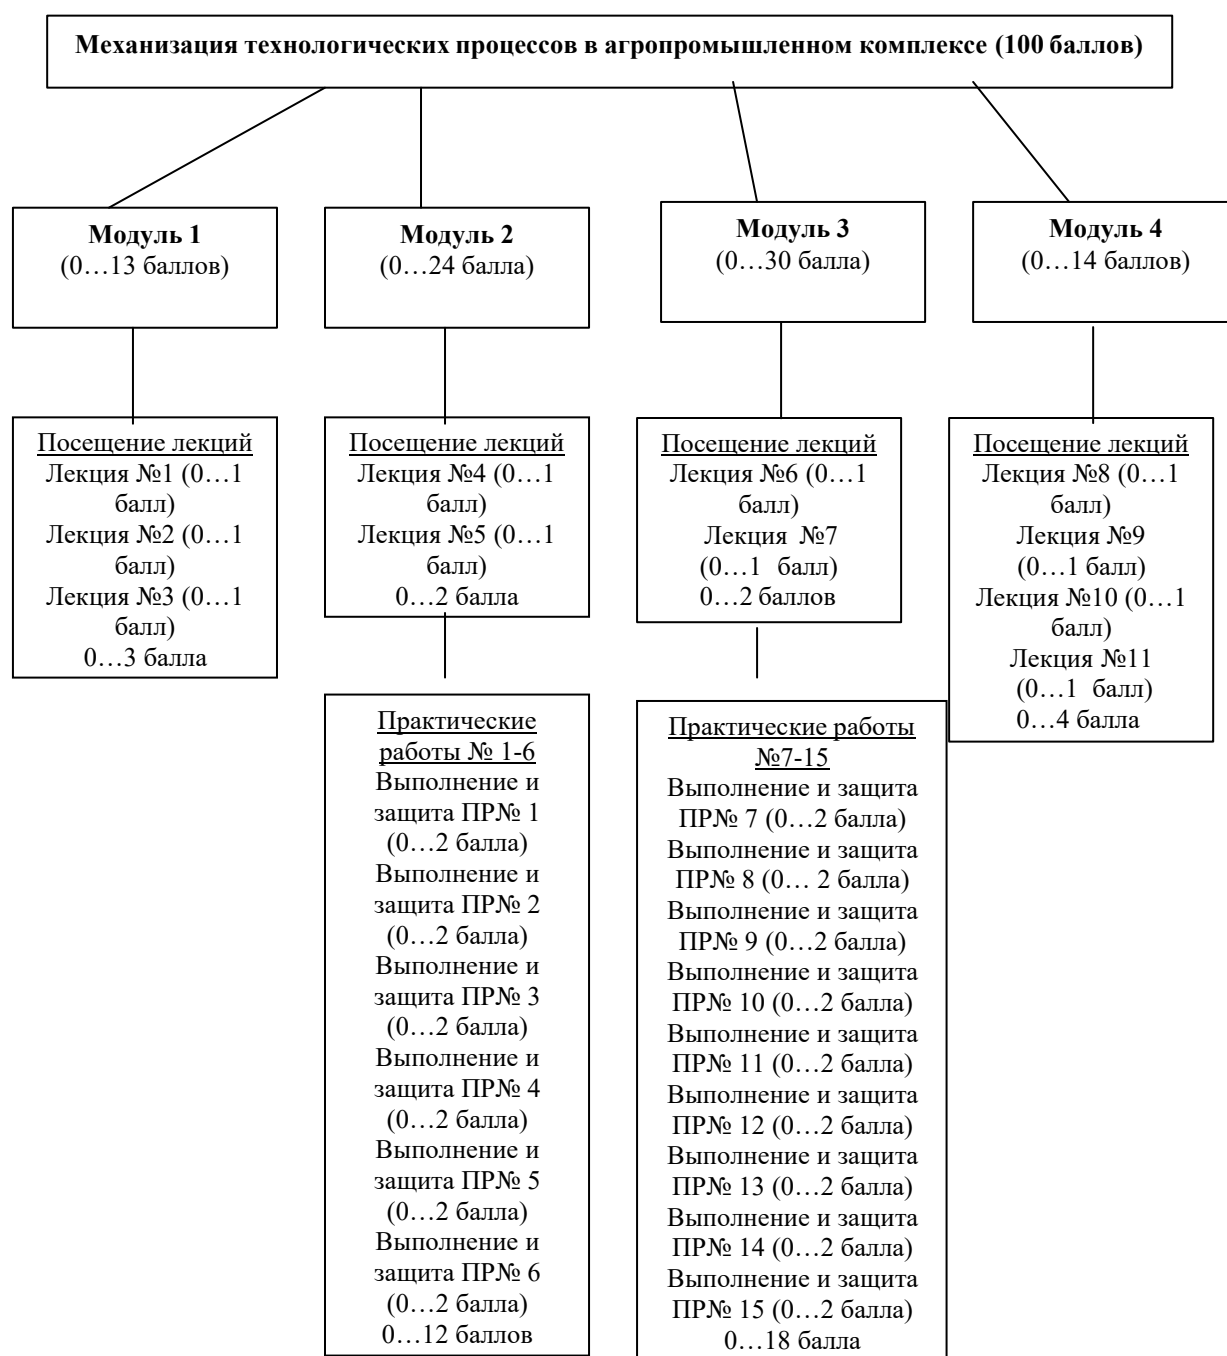 Механизация технологических процессов в агропромышленном комплексе (100 баллов)
Модуль 1
(0…13 баллов)
Модуль 2
(0…24 балла)
Модуль 3
(0…30 балла)
Модуль 4
(0…14 баллов)
Посещение лекций
Лекция №1 (0…1
балл)
Лекция №2 (0…1
балл)
Лекция №3 (0…1
балл)
0…3 балла
Посещение лекций
Лекция №4 (0…1
балл)
Лекция №5 (0…1
балл)
0…2 балла
Посещение лекций
Лекция №6 (0…1
балл)
Лекция №7
(0…1 балл)
0…2 баллов
Посещение лекций
Лекция №8 (0…1
балл)
Лекция №9
(0…1 балл)
Лекция №10 (0…1
балл)
Лекция №11
(0…1 балл)
0…4 балла
Практические
работы № 1-6
Выполнение и
защита ПР№ 1
(0…2 балла)
Выполнение и
защита ПР№ 2
(0…2 балла)
Выполнение и
защита ПР№ 3
(0…2 балла)
Выполнение и
защита ПР№ 4
(0…2 балла)
Выполнение и
защита ПР№ 5
(0…2 балла)
Выполнение и
защита ПР№ 6
(0…2 балла)
0…12 баллов
Практические работы
№7-15
Выполнение и защита
ПР№ 7 (0…2 балла)
Выполнение и защита
ПР№ 8 (0… 2 балла)
Выполнение и защита
ПР№ 9 (0…2 балла)
Выполнение и защита
ПР№ 10 (0…2 балла)
Выполнение и защита
ПР№ 11 (0…2 балла)
Выполнение и защита
ПР№ 12 (0…2 балла)
Выполнение и защита
ПР№ 13 (0…2 балла)
Выполнение и защита
ПР№ 14 (0…2 балла)
Выполнение и защита
ПР№ 15 (0…2 балла)
0…18 балла